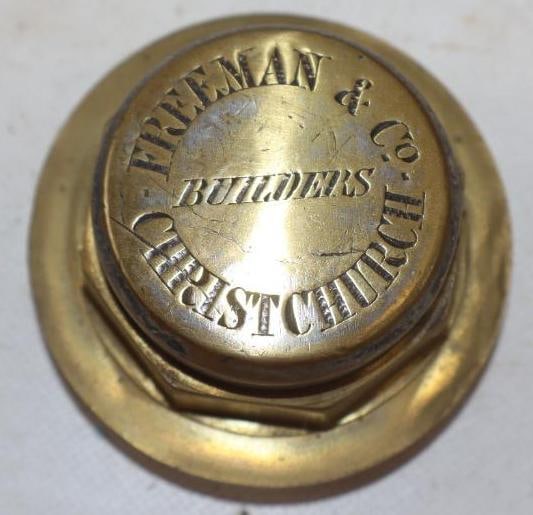 FREEMAN & Co.
BUILDERS
CHRISTCHURCH